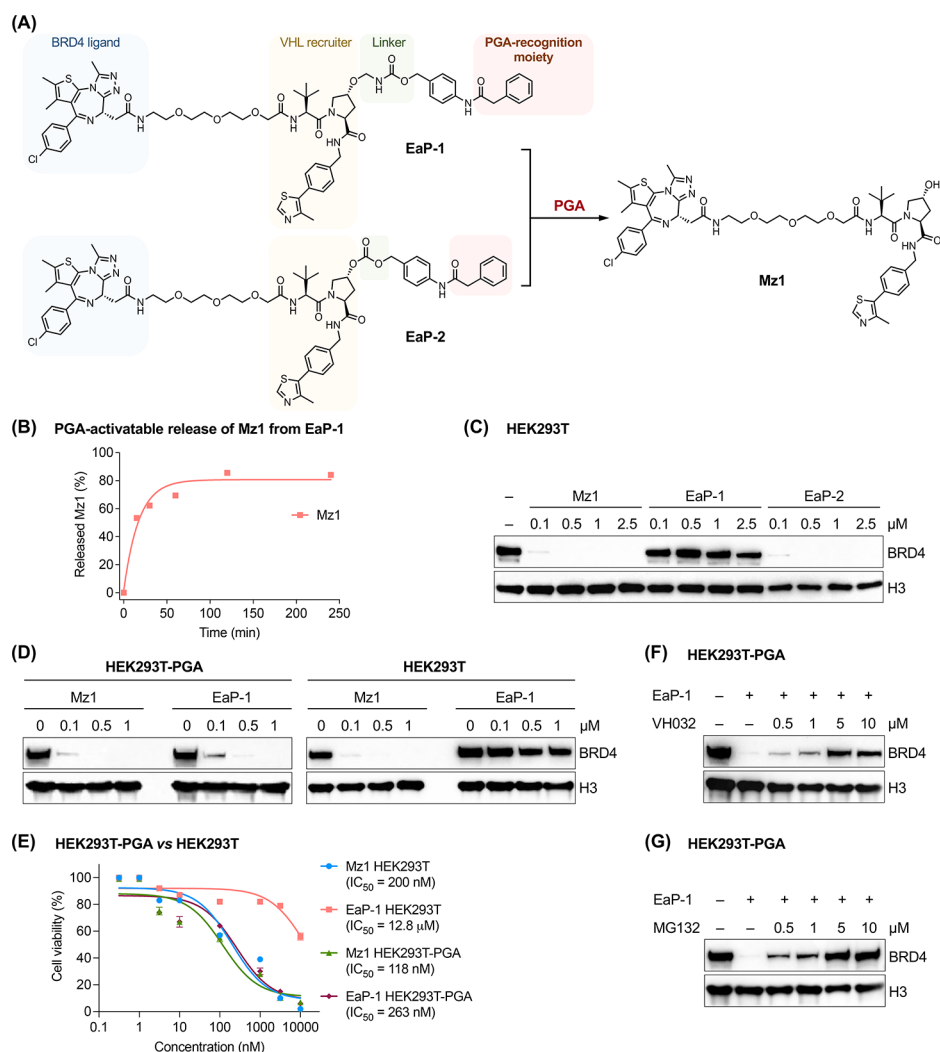 (A)
BRD4 ligand VHL recruiter Linker PGA-recognition
moiety
EaP-1
PGA
Mz1
EaP-2
(B) PGA-activatable release of Mz1 from EaP-1
Released Mz1 (%)
100
80
60
40
20
0
0 50 100 150 200 250
Time (min)
Mz1
(C) HEK293T
– Mz1 EaP-1 EaP-2
– 0.1 0.5 1 2.5 0.1 0.5 1 2.5 0.1 0.5 1 2.5 µM
BRD4
H3
(D)
HEK293T-PGA HEK293T
Mz1 EaP-1 Mz1 EaP-1
0 0.1 0.5 1 0 0.1 0.5 1 µM 0 0.1 0.5 1 0 0.1 0.5 1 µM
BRD4 BRD4
H3 H3
(E) HEK293T-PGA vs HEK293T
Cell viability (%)
100
80
60
40
20
0
0.1 1 10 100 1000 10000
Concentration (nM)
Mz1 HEK293T
(IC50 = 200 nM)
EaP-1 HEK293T
(IC50 = 12.8 µM)
Mz1 HEK293T-PGA
(IC50 = 118 nM)
EaP-1 HEK293T-PGA
(IC50 = 263 nM)
(F) HEK293T-PGA
EaP-1 – + + + + +
VH032 – – 0.5 1 5 10 µM
BRD4
H3
(G) HEK293T-PGA
EaP-1 – + + + + +
MG132 – – 0.5 1 5 10 µM
BRD4
H3